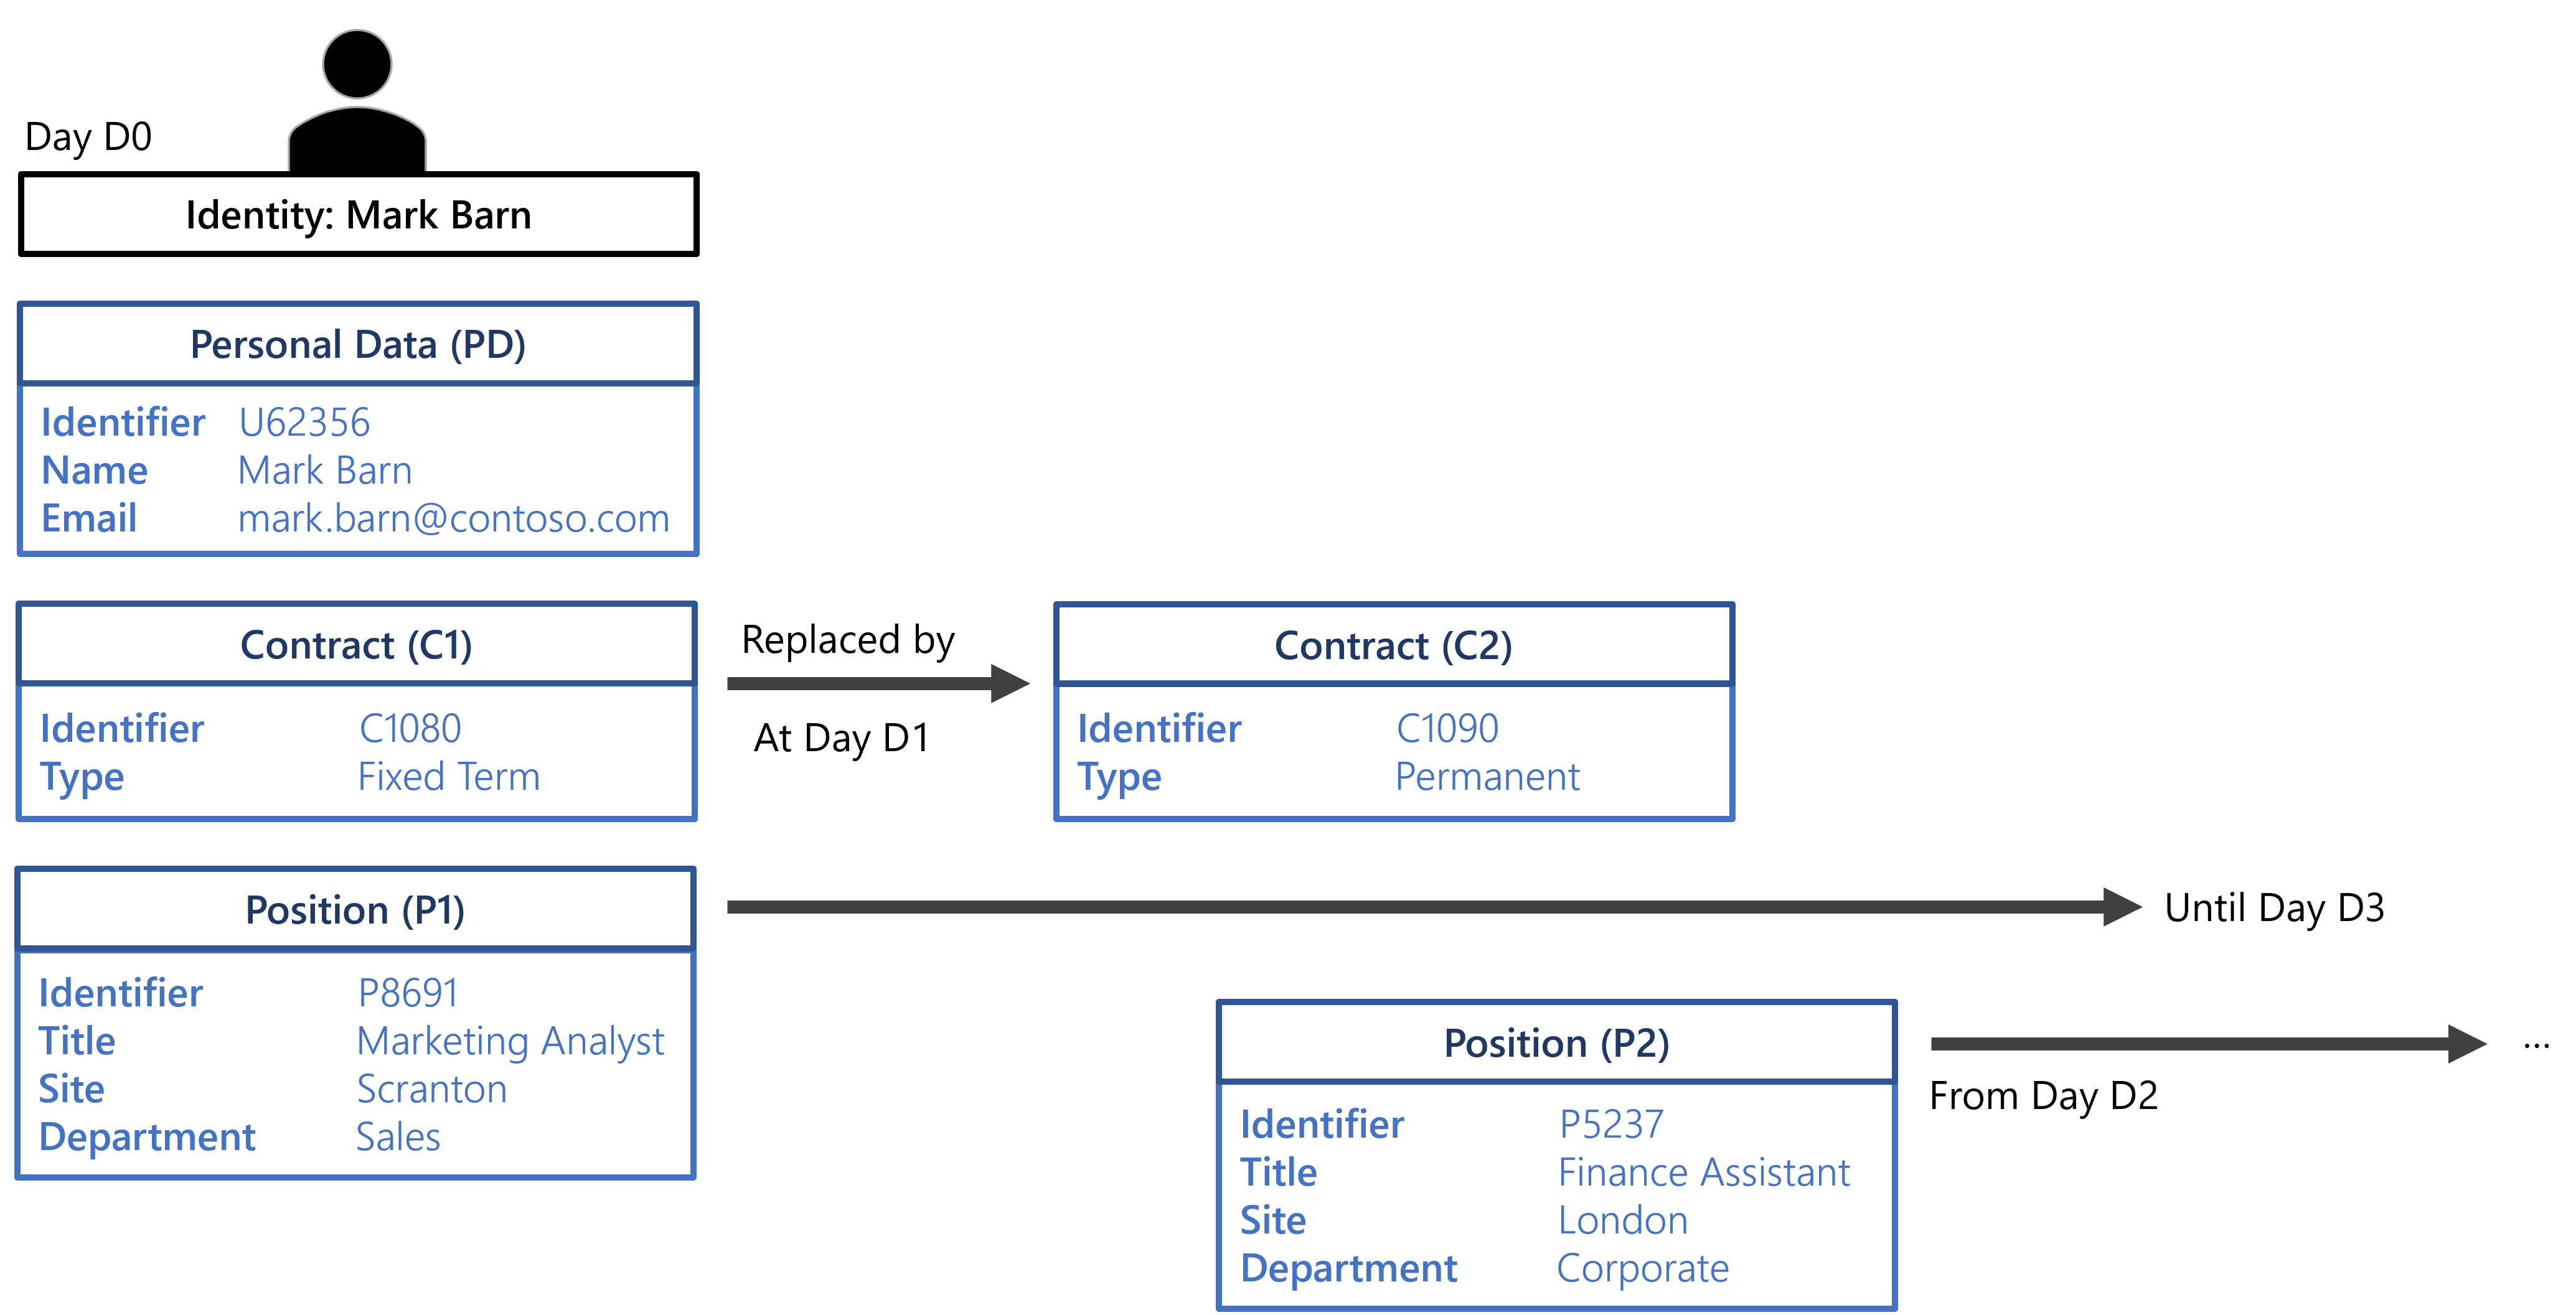 Day D0
Identity: Mark Barn
Personal Data (PD)
Identifier U62356
Name Mark Barn
Email mark.barn@contoso.com
Contract (C1)
Identifier C1080
Type Fixed Term
Replaced by
At Day D1
Contract (C2)
Identifier C1090
Type Permanent
Position (P1)
Identifier P8691
Title Marketing Analyst
Site Scranton
Department Sales
Until Day D3
Position (P2)
Identifier P5237
Title Finance Assistant
Site London
Department Corporate
From Day D2
...